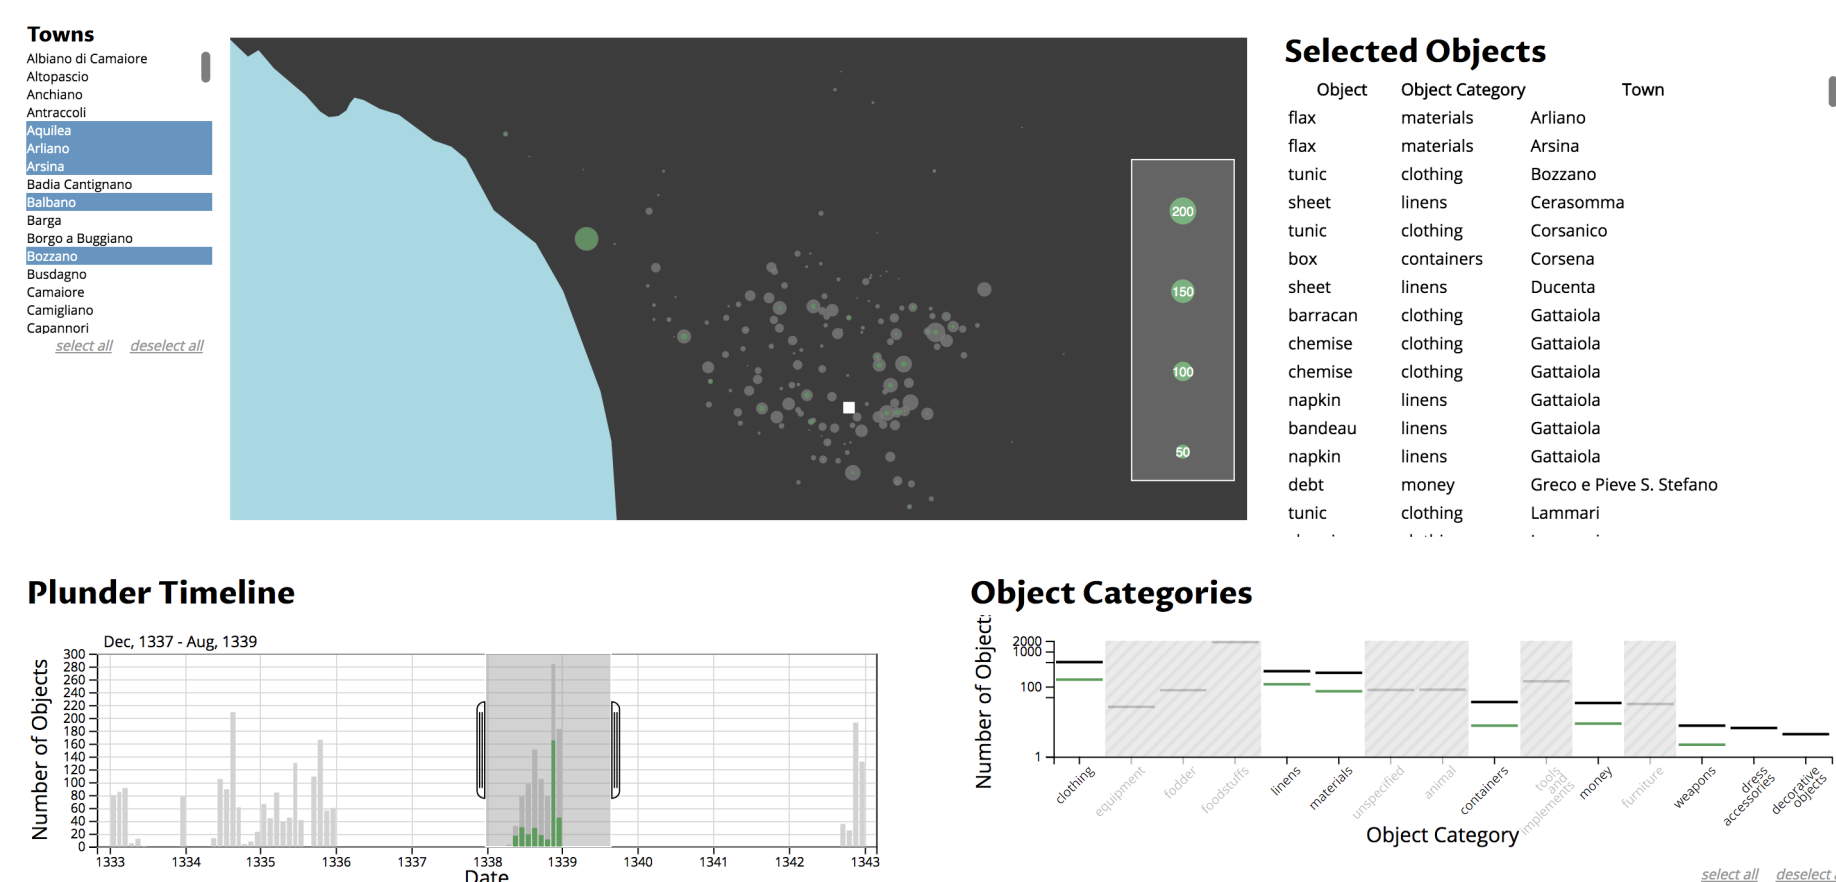 Towns
Albiano di Camaiore
Altopascio
Anchiano
Antraccoli
Aquilea
Arliano
Arsina
Badia Cantignano
Balbano
Barga
Borgo a Buggiano
Bozzano
Busdagno
Camaiore
Camigliano
Capannori
select all deselect all
200
150
100
50
Selected Objects
Object Object Category Town
flax materials Arliano
flax materials Arsina
tunic clothing Bozzano
sheet linens Cerasomma
tunic clothing Corsanico
box containers Corsena
sheet linens Ducenta
barracan clothing Gattaiola
chemise clothing Gattaiola
chemise clothing Gattaiola
napkin linens Gattaiola
bandeau linens Gattaiola
napkin linens Gattaiola
debt money Greco e Pieve S. Stefano
tunic clothing Lammari
Plunder Timeline
Dec, 1337 - Aug, 1339
Number of Objects
300
280
260
240
220
200
180
160
140
120
100
80
60
40
20
0
1333 1334 1335 1336 1337 1338 1339 1340 1341 1342 1343
Date
Object Categories
Number of Object
2000
1000
100
1
clothing
equipment
fodder
foodstuffs
linens
materials
unspecified
animal
containers
tools
and
implements
money
furniture
weapons
dress
accessories
decorative
objects
Object Category
select all deselect